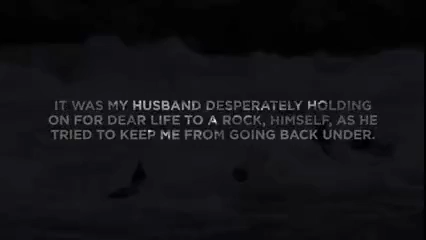 IT WAS MY HUSBAND DESPERATELY HOLDING
ON FOR DEAR LIFE TO A ROCK, HIMSELF, AS HE
TRIED TO KEEP ME FROM GOING BACK UNDER.